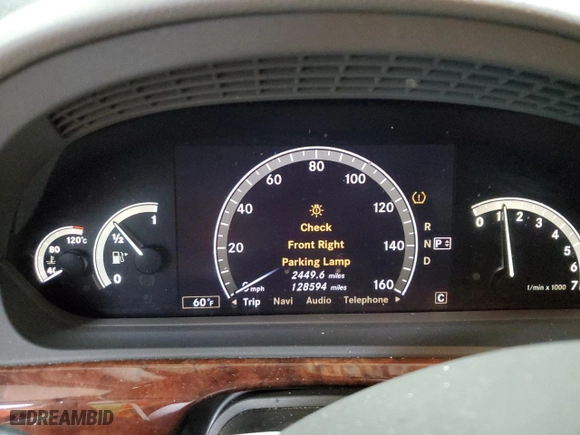 80
120°c
40
1
1/2
0
60
80
100
40
120
20
140
0 mph
160
Check
Front Right
Parking Lamp
2449.6 miles
128594 miles
60°F
Trip Navi Audio Telephone
R
N
P
D
C
0 1 2 3 4 5 6 7
1/min x 1000
DREAMBID